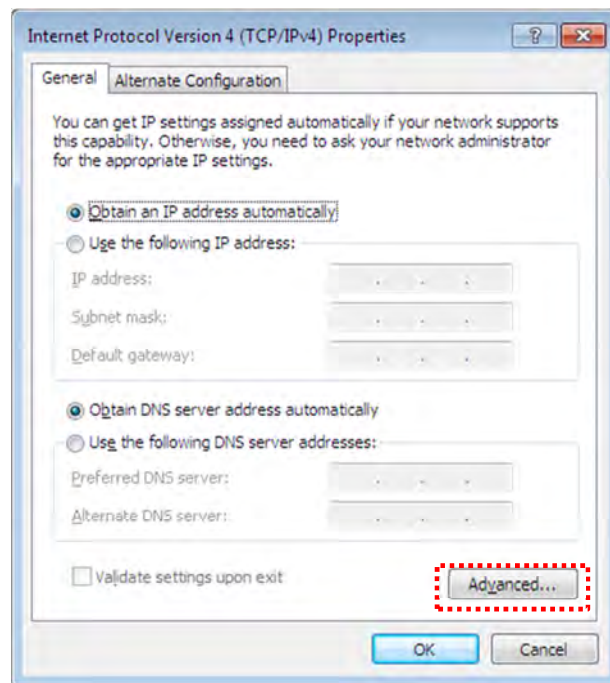 Internet Protocol Version 4 (TCP/IPv4) Properties
General
Alternate Configuration
You can get IP settings assigned automatically if your network supports
this capability. Otherwise, you need to ask your network administrator
for the appropriate IP settings.
Obtain an IP address automatically
Use the following IP address:
IP address:
Subnet mask:
Default gateway:
Obtain DNS server address automatically
Use the following DNS server addresses:
Preferred DNS server:
Alternate DNS server:
Validate settings upon exit
Advanced...
OK
Cancel